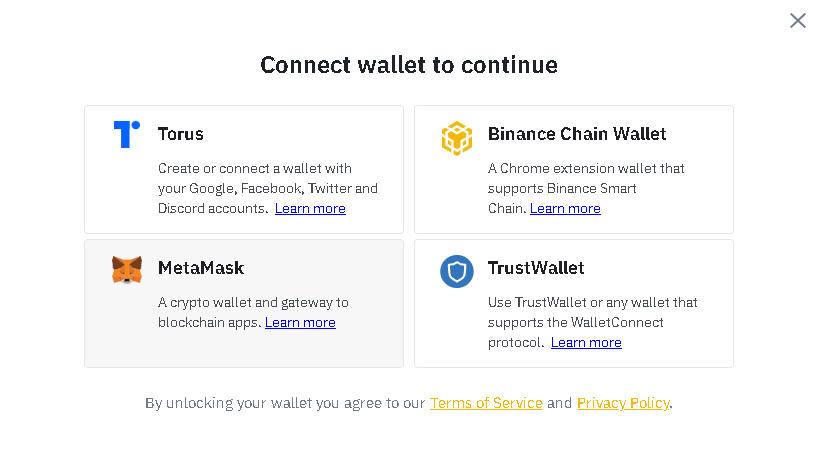 Connect wallet to continue
Torus
Create or connect a wallet with
your Google, Facebook, Twitter and
Discord accounts. Learn more
Binance Chain Wallet
A Chrome extension wallet that
supports Binance Smart
Chain. Learn more
MetaMask
A crypto wallet and gateway to
blockchain apps. Learn more
TrustWallet
Use TrustWallet or any wallet that
supports the WalletConnect
protocol. Learn more
By unlocking your wallet you agree to our Terms of Service and Privacy Policy.